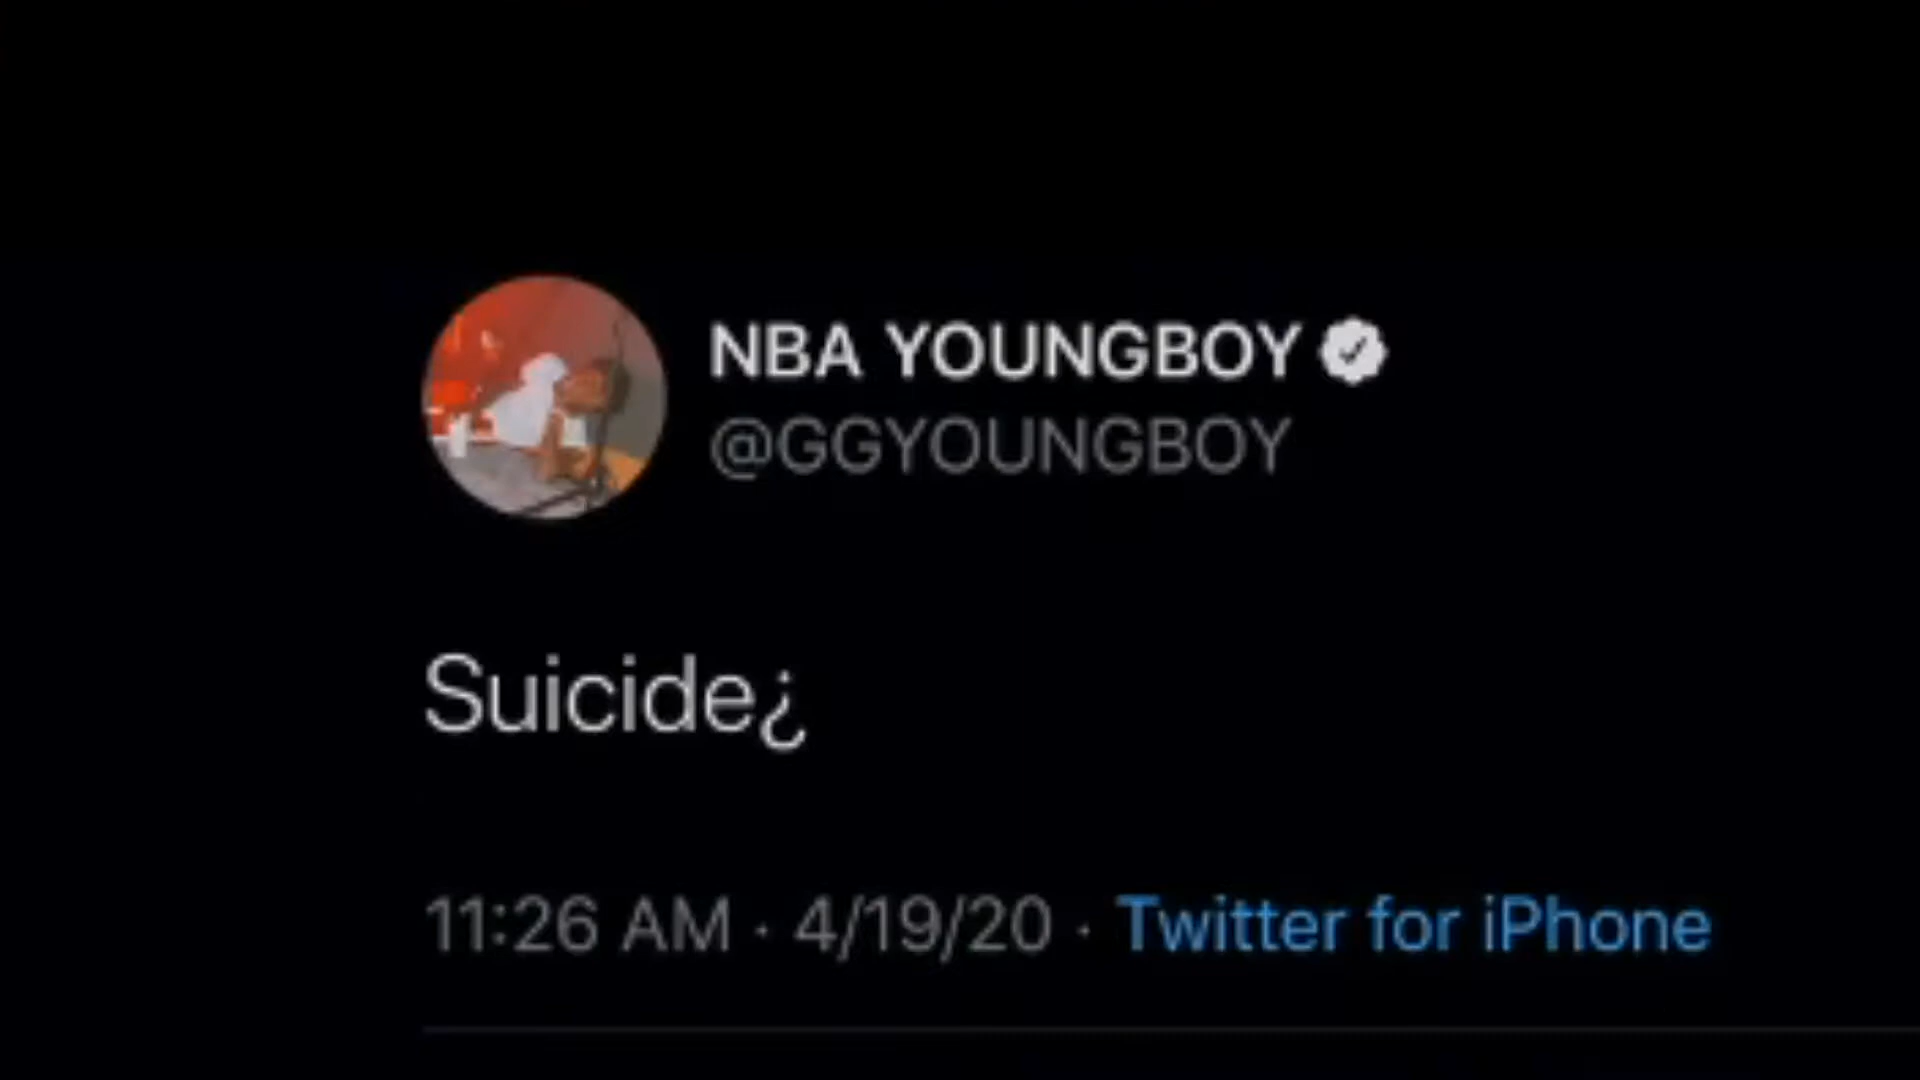 NBA YOUNGBOY
@GGYOUNGBOY
Suicide¿
11:26 AM · 4/19/20 · Twitter for iPhone